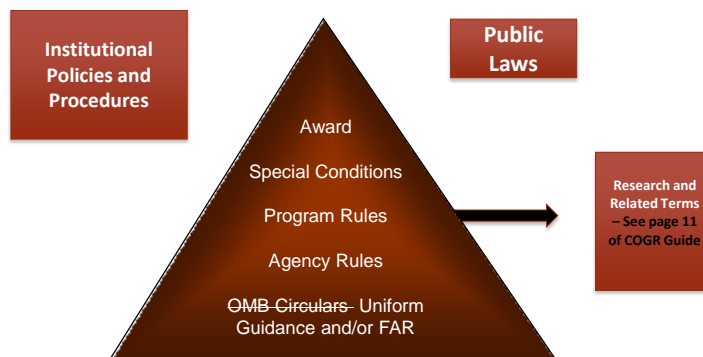 Institutional
Policies and
Procedures
Public
Laws
Award
Special Conditions
Program Rules
Agency Rules
OMB Circulars Uniform
Guidance and/or FAR
Research and
Related Terms
– See page 11
of COGR Guide